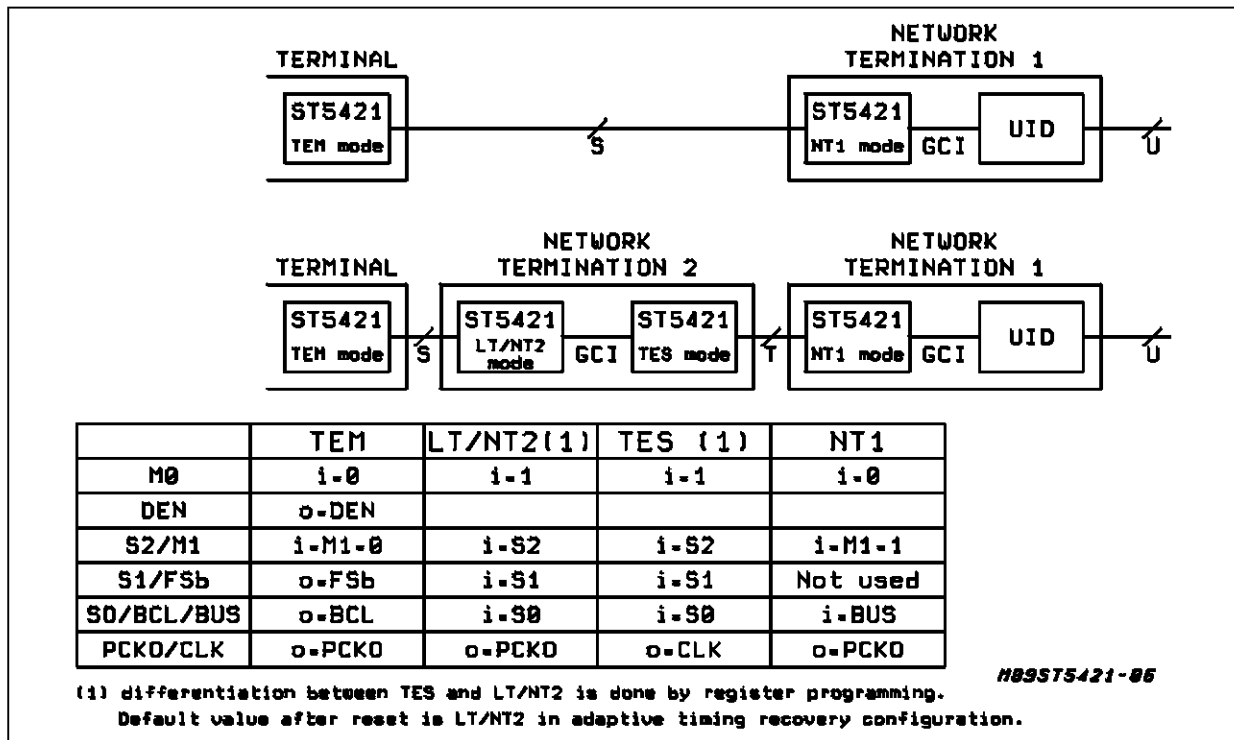 NETWORK
TERMINAL TERMINATION 1
ST5421 ST5421 UID
TEM mode NT1 mode GCI
S U
NETWORK NETWORK
TERMINAL TERMINATION 2 TERMINATION 1
ST5421 ST5421 ST5421 ST5421 UID
TEM mode S LT/NT2 mode GCI TES mode T NT1 mode GCI U
TEM LT/NT2(1) TES (1) NT1
M0 i=0 i=1 i=1 i=0
DEN o=DEN
S2/M1 i=M1=0 i=S2 i=S2 i=M1=1
S1/FSb o=FSb i=S1 i=S1 Not used
S0/BCL/BUS o=BCL i=S0 i=S0 i=BUS
PCKO/CLK o=PCKO o=PCKO o=CLK o=PCKO
M89ST5421-06
(1) differentiation between TES and LT/NT2 is done by register programming.
Default value after reset is LT/NT2 in adaptive timing recovery configuration.